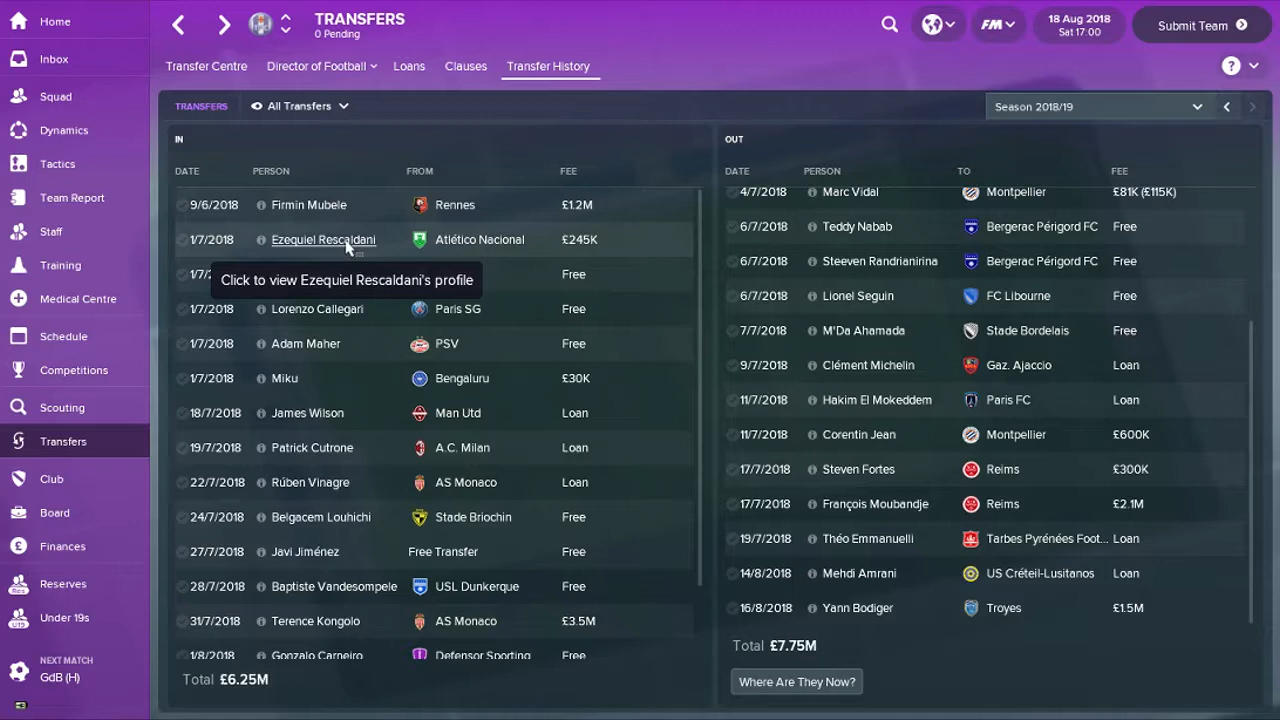 Home
Inbox
Squad
Dynamics
Tactics
Team Report
Staff
Training
Medical Centre
Schedule
Competitions
Scouting
Transfers
Club
Board
Finances
Reserves
Under 19s
NEXT MATCH
GdB (H)
TRANSFERS
0 Pending
FM
18 Aug 2018
Sat 17:00
Submit Team
Transfer Centre
Director of Football
Loans
Clauses
Transfer History
?
TRANSFERS
All Transfers
Season 2018/19
IN
DATE PERSON FROM FEE
9/6/2018 Firmin Mubele Rennes £1.2M
1/7/2018 Ezequiel Rescaldani Atlético Nacional £245K
1/7/2 Free
Click to view Ezequiel Rescaldani's profile
1/7/2018 Lorenzo Callegari Paris SG Free
1/7/2018 Adam Maher PSV Free
1/7/2018 Miku Bengaluru £30K
18/7/2018 James Wilson Man Utd Loan
19/7/2018 Patrick Cutrone A.C. Milan Loan
22/7/2018 Rúben Vinagre AS Monaco Loan
24/7/2018 Belgacem Louhichi Stade Briochin Free
27/7/2018 Javi Jiménez Free Transfer Free
28/7/2018 Baptiste Vandesompele USL Dunkerque Free
31/7/2018 Terence Kongolo AS Monaco £3.5M
1/8/2018 Gonzalo Carneiro Defensor Sporting Free
Total £6.25M
OUT
DATE PERSON TO FEE
4/7/2018 Marc Vidal Montpellier £81K (£115K)
6/7/2018 Teddy Nabab Bergerac Périgord FC Free
6/7/2018 Steeven Randrianirina Bergerac Périgord FC Free
6/7/2018 Lionel Seguin FC Libourne Free
7/7/2018 M'Da Ahamada Stade Bordelais Free
9/7/2018 Clément Michelin Gaz. Ajaccio Loan
11/7/2018 Hakim El Mokeddem Paris FC Loan
11/7/2018 Corentin Jean Montpellier £600K
17/7/2018 Steven Fortes Reims £300K
17/7/2018 François Moubandje Reims £2.1M
19/7/2018 Théo Emmanuelli Tarbes Pyrénées Foot... Loan
14/8/2018 Mehdi Amrani US Créteil-Lusitanos Loan
16/8/2018 Yann Bodiger Troyes £1.5M
Total £7.75M
Where Are They Now?